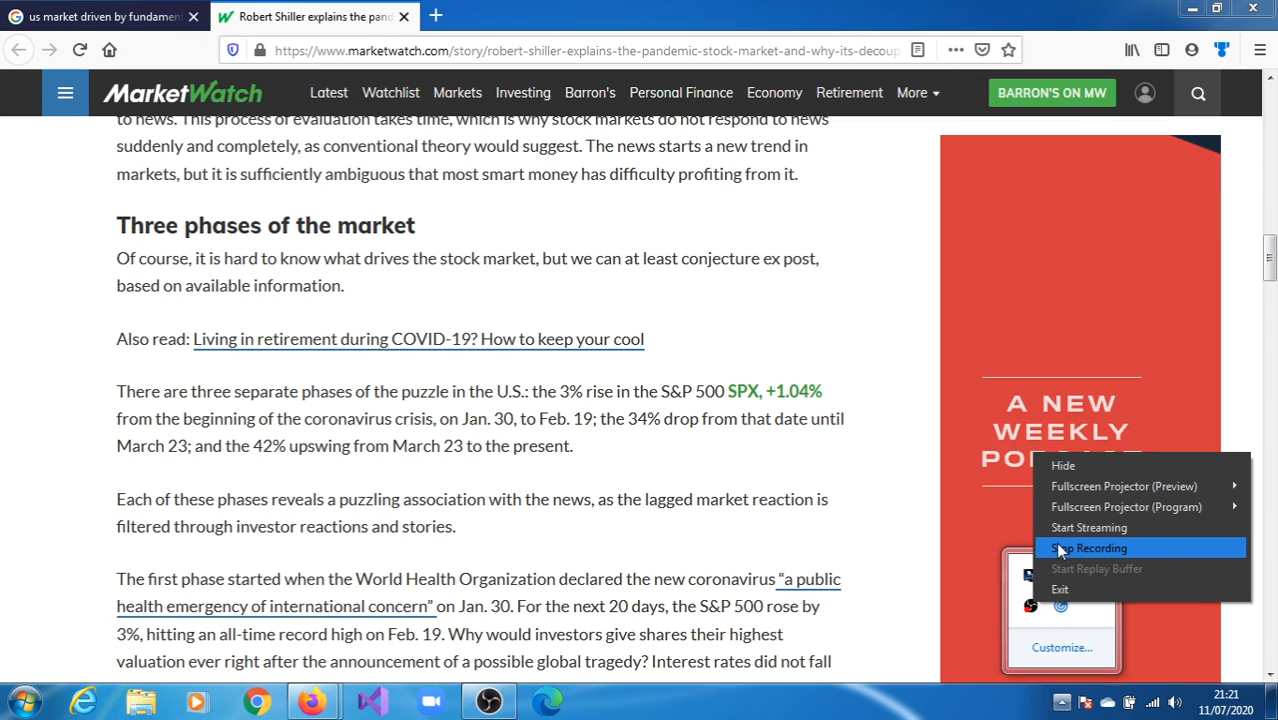 us market driven by fundament
Robert Shiller explains the pand
https://www.marketwatch.com/story/robert-shiller-explains-the-pandemic-stock-market-and-why-its-decoup
MarketWatch
Latest Watchlist Markets Investing Barron's Personal Finance Economy Retirement More
BARRON'S ON MW
to news. This process of evaluation takes time, which is why stock markets do not respond to news
suddenly and completely, as conventional theory would suggest. The news starts a new trend in
markets, but it is sufficiently ambiguous that most smart money has difficulty profiting from it.
Three phases of the market
Of course, it is hard to know what drives the stock market, but we can at least conjecture ex post,
based on available information.
Also read: Living in retirement during COVID-19? How to keep your cool
There are three separate phases of the puzzle in the U.S.: the 3% rise in the S&P 500 SPX, +1.04%
from the beginning of the coronavirus crisis, on Jan. 30, to Feb. 19; the 34% drop from that date until
March 23; and the 42% upswing from March 23 to the present.
Each of these phases reveals a puzzling association with the news, as the lagged market reaction is
filtered through investor reactions and stories.
The first phase started when the World Health Organization declared the new coronavirus “a public
health emergency of international concern” on Jan. 30. For the next 20 days, the S&P 500 rose by
3%, hitting an all-time record high on Feb. 19. Why would investors give shares their highest
valuation ever right after the announcement of a possible global tragedy? Interest rates did not fall
A NEW
WEEKLY
Hide
Fullscreen Projector (Preview)
Fullscreen Projector (Program)
Start Streaming
Stop Recording
Start Replay Buffer
Exit
Customize...
21:21
11/07/2020